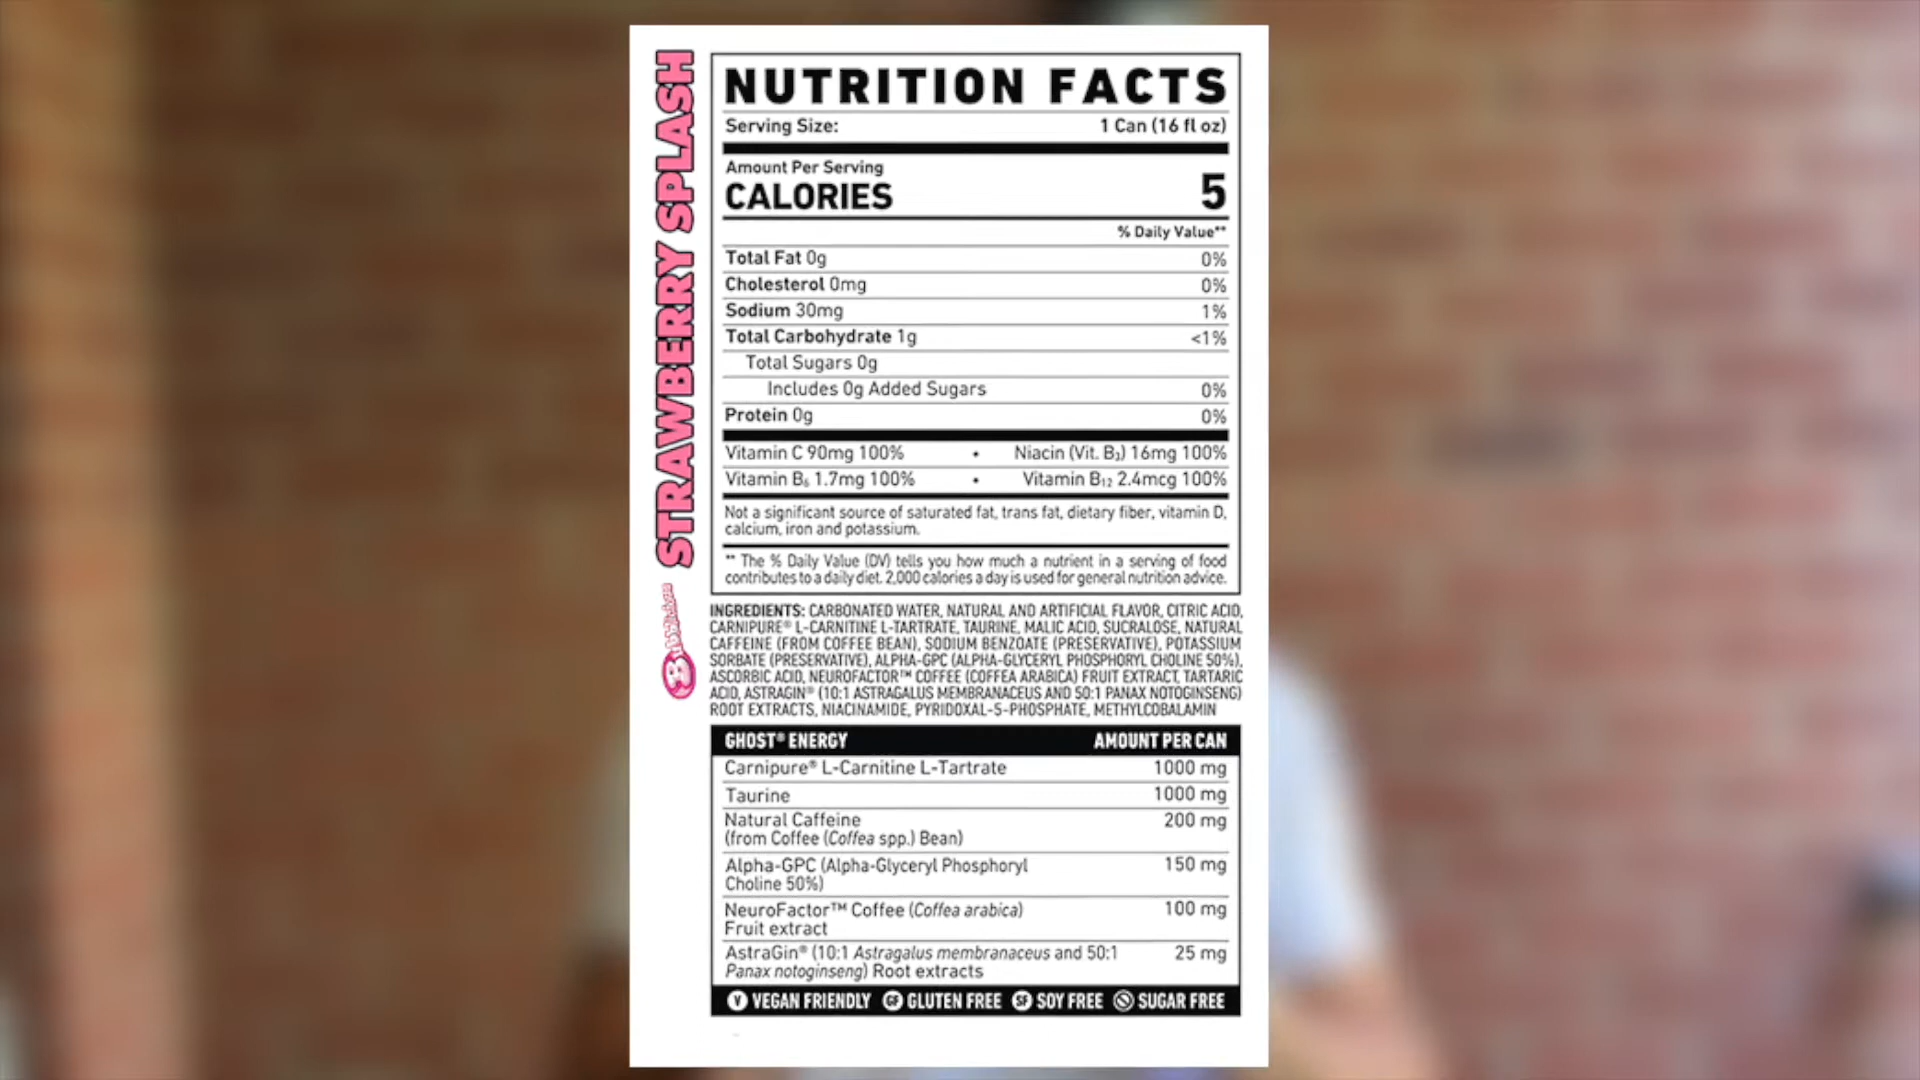 STRAWBERRY SPLASH
NUTRITION FACTS
Serving Size: 1 Can (16 fl oz)
Amount Per Serving
CALORIES 5
% Daily Value**
Total Fat 0g 0%
Cholesterol 0mg 0%
Sodium 30mg 1%
Total Carbohydrate 1g <1%
Total Sugars 0g
Includes 0g Added Sugars 0%
Protein 0g 0%
Vitamin C 90mg 100% • Niacin (Vit. B₃) 16mg 100%
Vitamin B₆ 1.7mg 100% • Vitamin B₁₂ 2.4mcg 100%
Not a significant source of saturated fat, trans fat, dietary fiber, vitamin D,
calcium, iron and potassium.
** The % Daily Value (DV) tells you how much a nutrient in a serving of food
contributes to a daily diet. 2,000 calories a day is used for general nutrition advice.
INGREDIENTS: CARBONATED WATER, NATURAL AND ARTIFICIAL FLAVOR, CITRIC ACID,
CARNIPURE® L-CARNITINE L-TARTRATE, TAURINE, MALIC ACID, SUCRALOSE, NATURAL
CAFFEINE (FROM COFFEE BEAN), SODIUM BENZOATE (PRESERVATIVE), POTASSIUM
SORBATE (PRESERVATIVE), ALPHA-GPC (ALPHA-GLYCERYL PHOSPHORYL CHOLINE 50%),
ASCORBIC ACID, NEUROFACTOR™ COFFEE (COFFEA ARABICA) FRUIT EXTRACT, TARTARIC
ACID, ASTRAGIN® (10:1 ASTRAGALUS MEMBRANACEUS AND 50:1 PANAX NOTOGINSENG)
ROOT EXTRACTS, NIACINAMIDE, PYRIDOXAL-5-PHOSPHATE, METHYLCOBALAMIN
GHOST® ENERGY AMOUNT PER CAN
Carnipure® L-Carnitine L-Tartrate 1000 mg
Taurine 1000 mg
Natural Caffeine 200 mg
(from Coffee (Coffea spp.) Bean)
Alpha-GPC (Alpha-Glyceryl Phosphoryl 150 mg
Choline 50%)
NeuroFactor™ Coffee (Coffea arabica) 100 mg
Fruit extract
AstraGin® (10:1 Astragalus membranaceus and 50:1 25 mg
Panax notoginseng) Root extracts
VEGAN FRIENDLY GF GLUTEN FREE SF SOY FREE SUGAR FREE